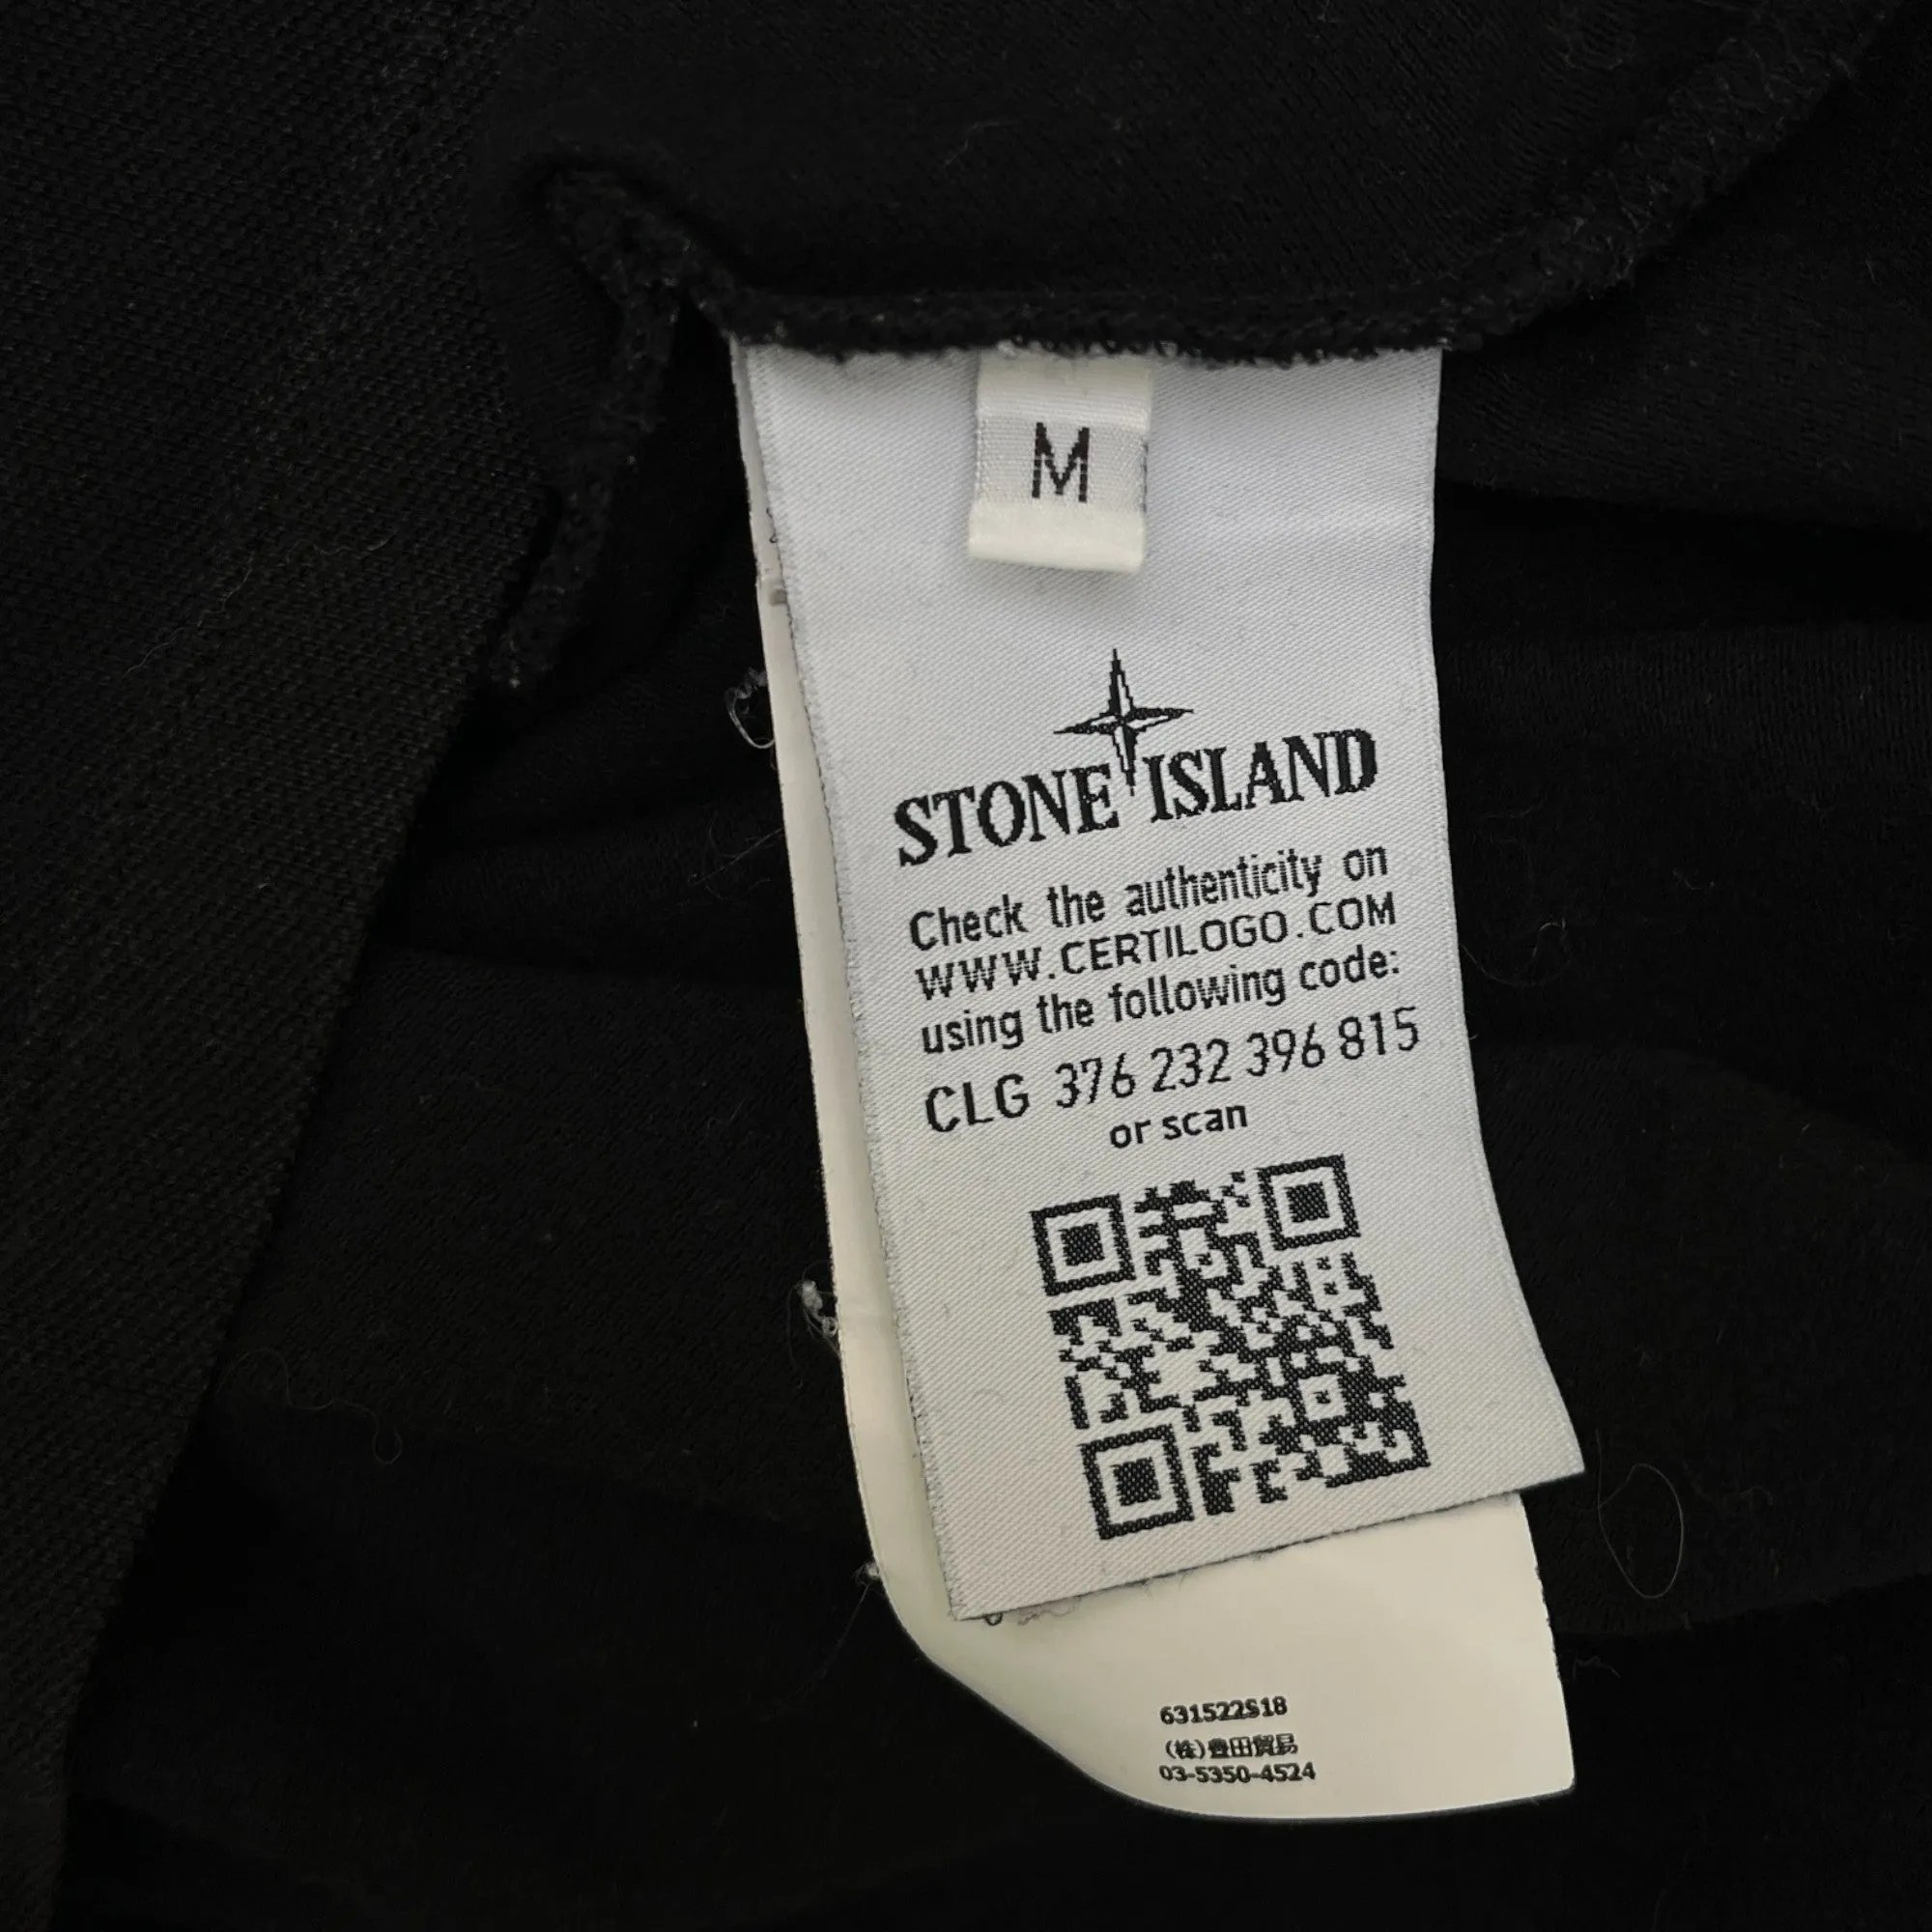 M
STONE ISLAND
Check the authenticity on
WWW.CERTILOGO.COM
using the following code:
CLG 376 232 396 815
or scan
631522S18
(株)豊田貿易
03-5350-4524